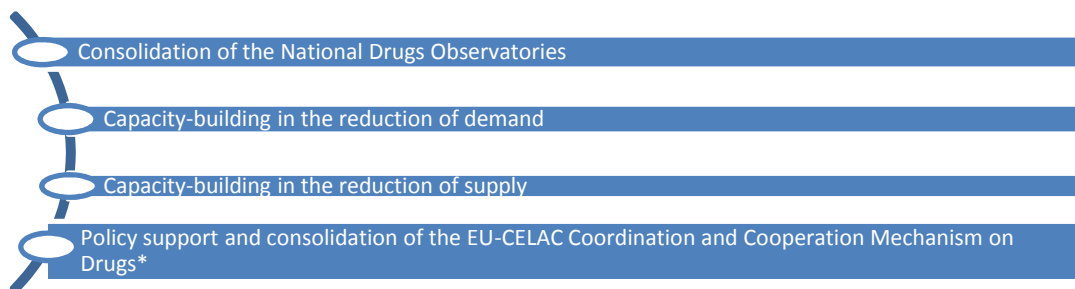 Consolidation of the National Drugs Observatories
Capacity-building in the reduction of demand
Capacity-building in the reduction of supply
Policy support and consolidation of the EU-CELAC Coordination and Cooperation Mechanism on
Drugs*